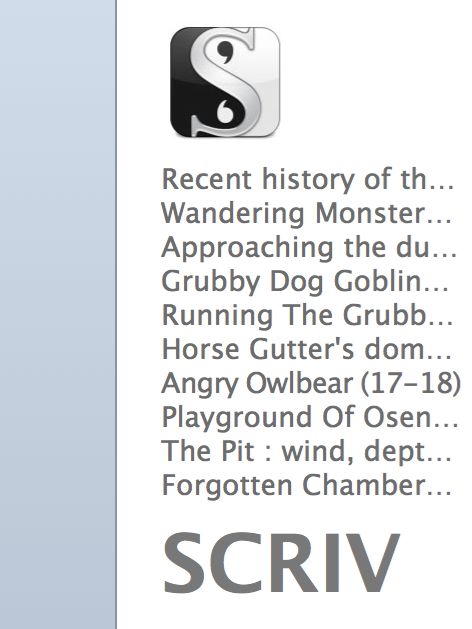 S
Recent history of th...
Wandering Monster...
Approaching the du...
Grubby Dog Goblin...
Running The Grubb...
Horse Gutter's dom...
Angry Owlbear (17-18)
Playground Of Osen...
The Pit : wind, dept...
Forgotten Chamber...
SCRIV